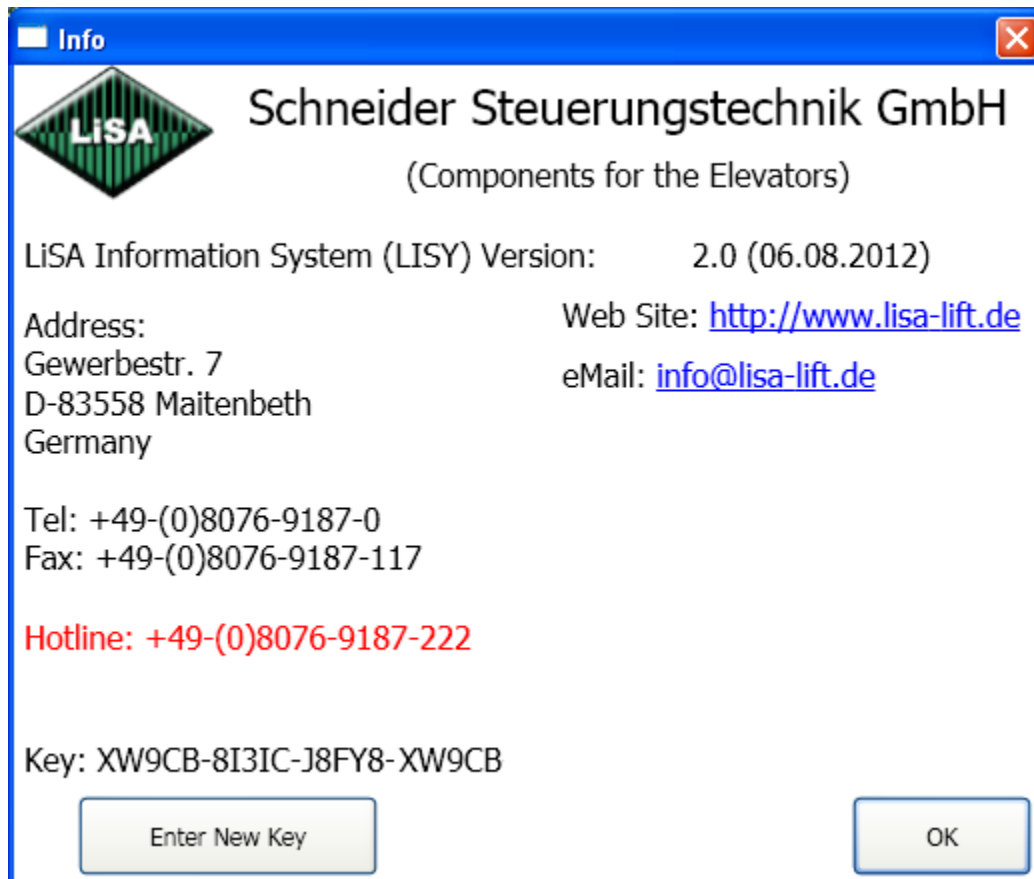 Info
LiSA
Schneider Steuerungstechnik GmbH
(Components for the Elevators)
LiSA Information System (LISY) Version: 2.0 (06.08.2012)
Address:
Gewerbestr. 7
D-83558 Maitenbeth
Germany
Web Site: http://www.lisa-lift.de
eMail: info@lisa-lift.de
Tel: +49-(0)8076-9187-0
Fax: +49-(0)8076-9187-117
Hotline: +49-(0)8076-9187-222
Key: XW9CB-8I3IC-J8FY8-XW9CB
Enter New Key
OK